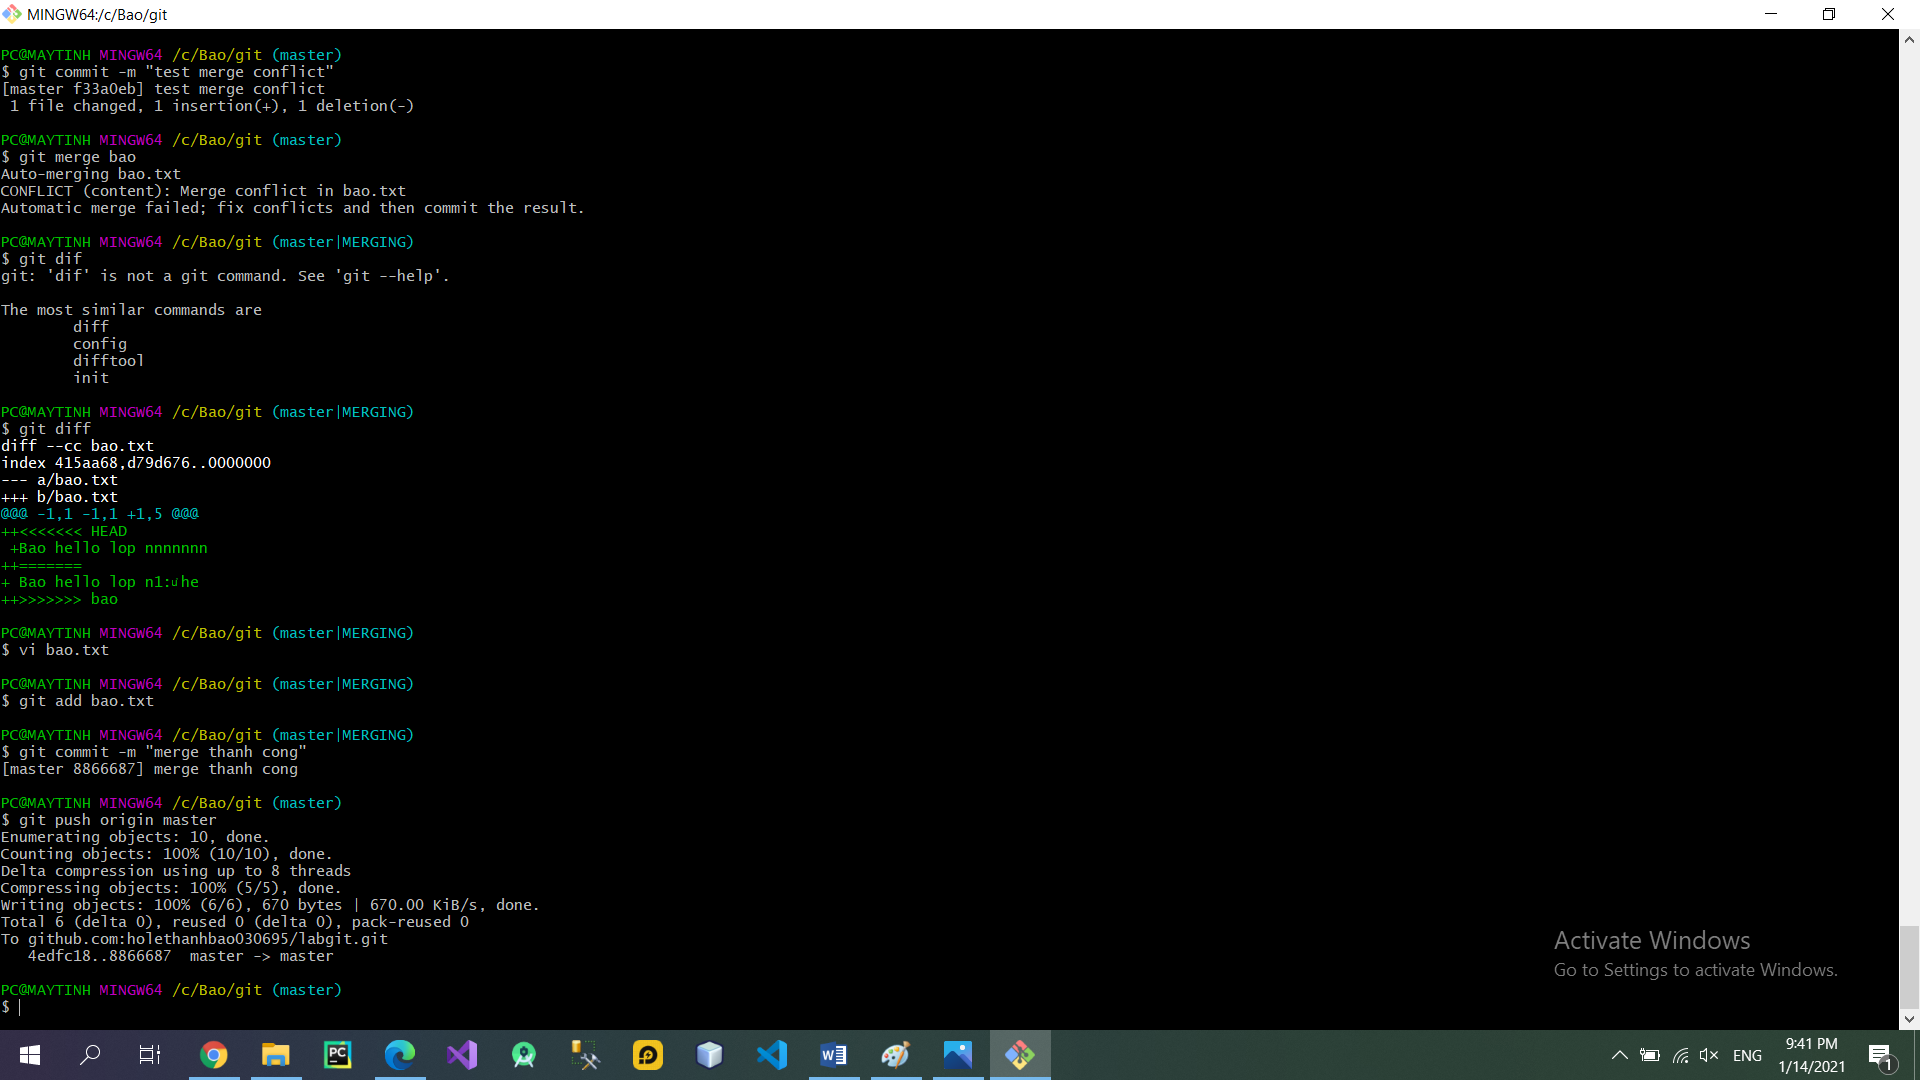 MINGW64:/c/Bao/git
PC@MAYTINH MINGW64 /c/Bao/git (master)
$ git commit -m "test merge conflict"
[master f33a0eb] test merge conflict
 1 file changed, 1 insertion(+), 1 deletion(-)
PC@MAYTINH MINGW64 /c/Bao/git (master)
$ git merge bao
Auto-merging bao.txt
CONFLICT (content): Merge conflict in bao.txt
Automatic merge failed; fix conflicts and then commit the result.
PC@MAYTINH MINGW64 /c/Bao/git (master|MERGING)
$ git dif
git: 'dif' is not a git command. See 'git --help'.
The most similar commands are
        diff
        config
        difftool
        init
PC@MAYTINH MINGW64 /c/Bao/git (master|MERGING)
$ git diff
diff --cc bao.txt
index 415aa68,d79d676..0000000
--- a/bao.txt
+++ b/bao.txt
@@@ -1,1 -1,1 +1,5 @@@
++<<<<<<< HEAD
 +Bao hello lop nnnnnnn
++=======
+ Bao hello lop
++>>>>>>> bao
PC@MAYTINH MINGW64 /c/Bao/git (master|MERGING)
$ vi bao.txt
PC@MAYTINH MINGW64 /c/Bao/git (master|MERGING)
$ git add bao.txt
PC@MAYTINH MINGW64 /c/Bao/git (master|MERGING)
$ git commit -m "merge thanh cong"
[master 8866687] merge thanh cong
PC@MAYTINH MINGW64 /c/Bao/git (master)
$ git push origin master
Enumerating objects: 10, done.
Counting objects: 100% (10/10), done.
Delta compression using up to 8 threads
Compressing objects: 100% (5/5), done.
Writing objects: 100% (6/6), 670 bytes | 670.00 KiB/s, done.
Total 6 (delta 0), reused 0 (delta 0), pack-reused 0
To github.com:holethanhbao030695/labgit.git
   4edfc18..8866687  master -> master
PC@MAYTINH MINGW64 /c/Bao/git (master)
$
Activate Windows
Go to Settings to activate Windows.
PC
W
ENG
9:41 PM
1/14/2021
1